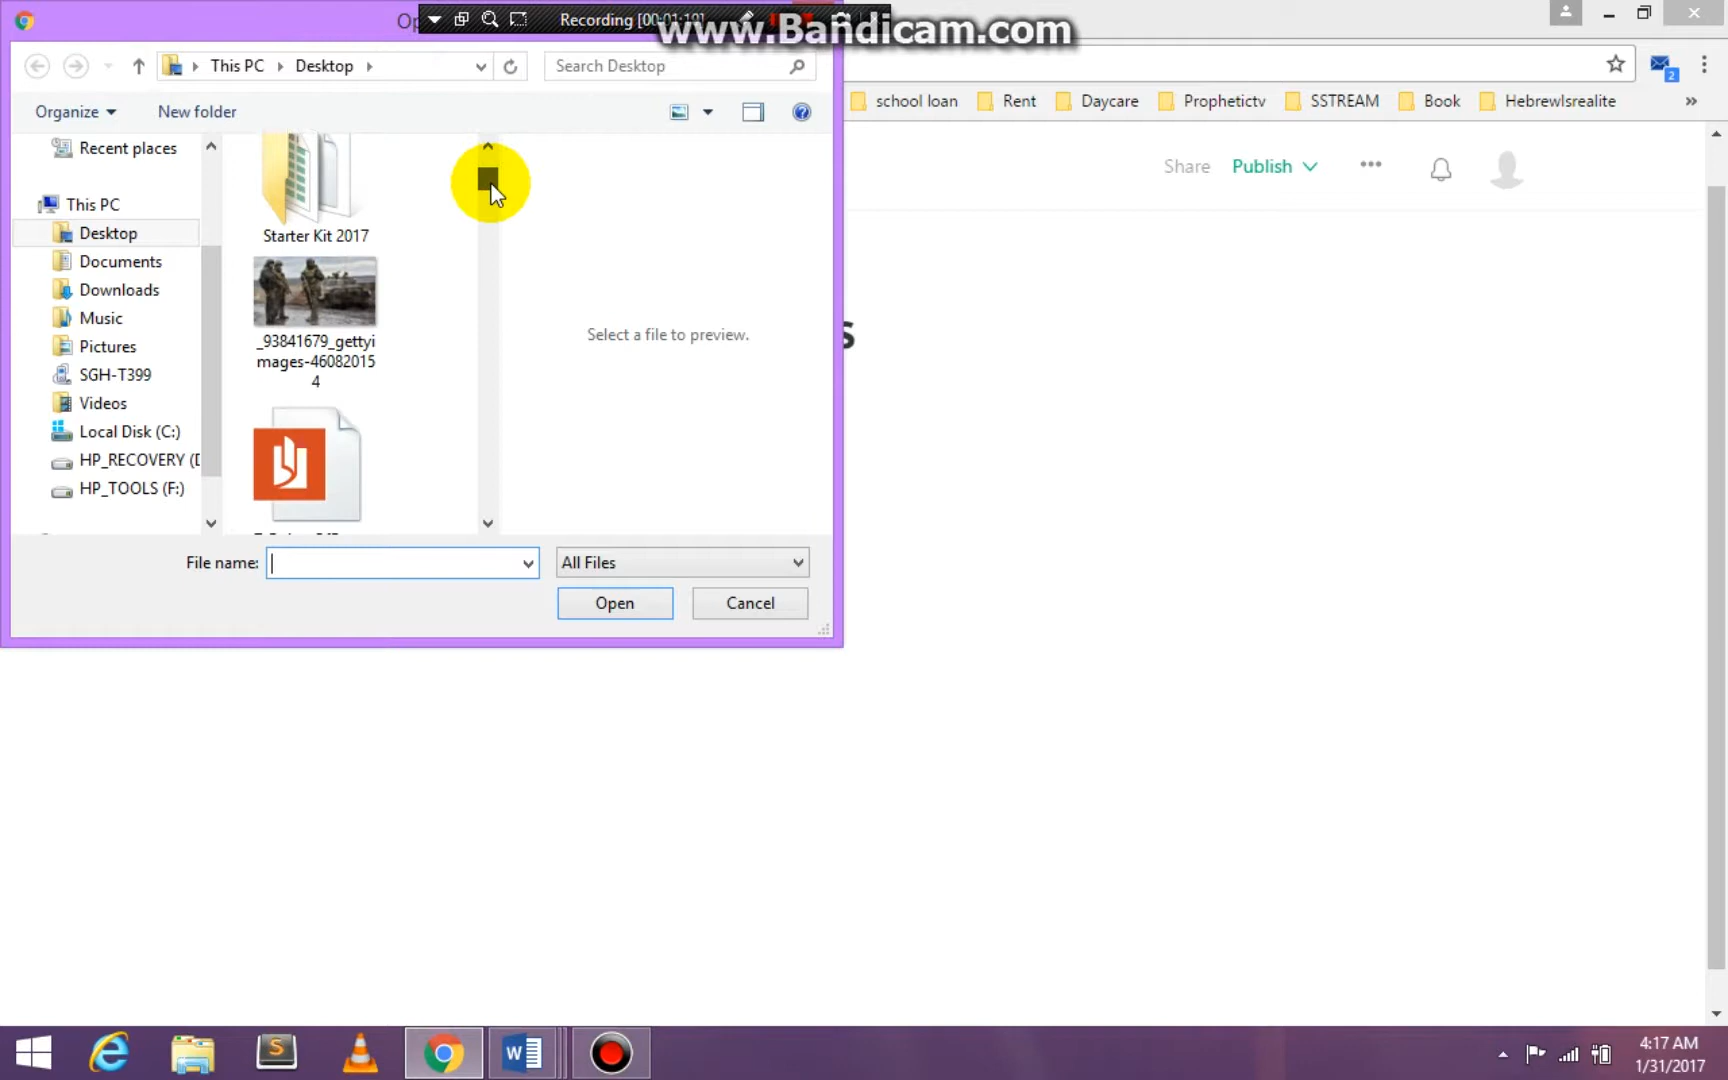 Recording [00:01:19]
www.Bandicam.com
This PC
Desktop
Search Desktop
school loan
Rent
Daycare
Prophetictv
SSTREAM
Book
HebrewIsrealite
2
Organize
New folder
Recent places
This PC
Desktop
Documents
Downloads
Music
Pictures
SGH-T399
Videos
Local Disk (C:)
HP_RECOVERY (
HP_TOOLS (F:)
Starter Kit 2017
_93841679_gettyi
mages-46082015
4
Select a file to preview.
Share
Publish
s
File name:
All Files
Open
Cancel
4:17 AM
1/31/2017